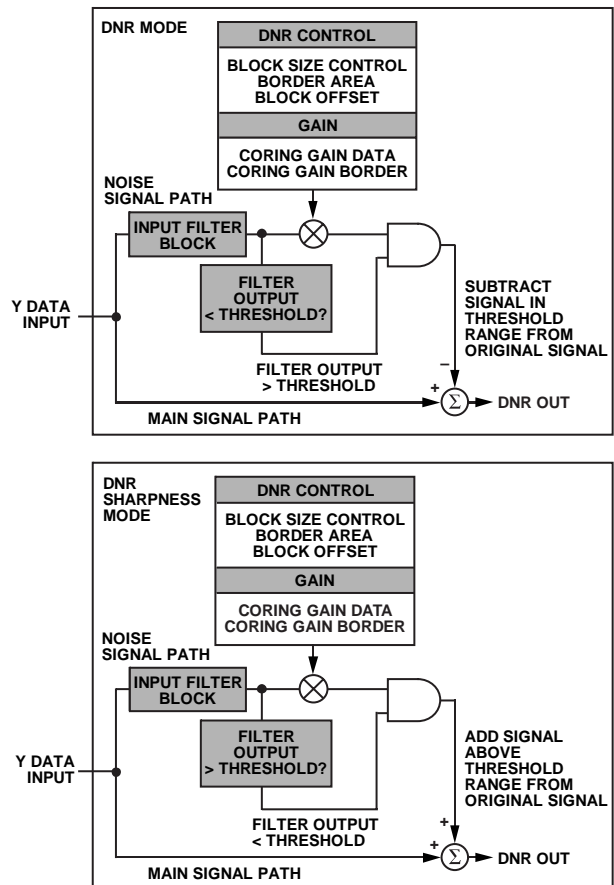 DNR MODE
DNR CONTROL
BLOCK SIZE CONTROL
BORDER AREA
BLOCK OFFSET
GAIN
CORING GAIN DATA
CORING GAIN BORDER
NOISE
SIGNAL PATH
INPUT FILTER
BLOCK
FILTER
OUTPUT
< THRESHOLD?
Y DATA
INPUT
FILTER OUTPUT
> THRESHOLD
SUBTRACT
SIGNAL IN
THRESHOLD
RANGE FROM
ORIGINAL SIGNAL
–
+
Σ
DNR OUT
MAIN SIGNAL PATH
DNR
SHARPNESS
MODE
DNR CONTROL
BLOCK SIZE CONTROL
BORDER AREA
BLOCK OFFSET
GAIN
CORING GAIN DATA
CORING GAIN BORDER
NOISE
SIGNAL PATH
INPUT FILTER
BLOCK
FILTER
OUTPUT
> THRESHOLD?
Y DATA
INPUT
FILTER OUTPUT
< THRESHOLD
ADD SIGNAL
ABOVE
THRESHOLD
RANGE FROM
ORIGINAL SIGNAL
+
+
Σ
DNR OUT
MAIN SIGNAL PATH